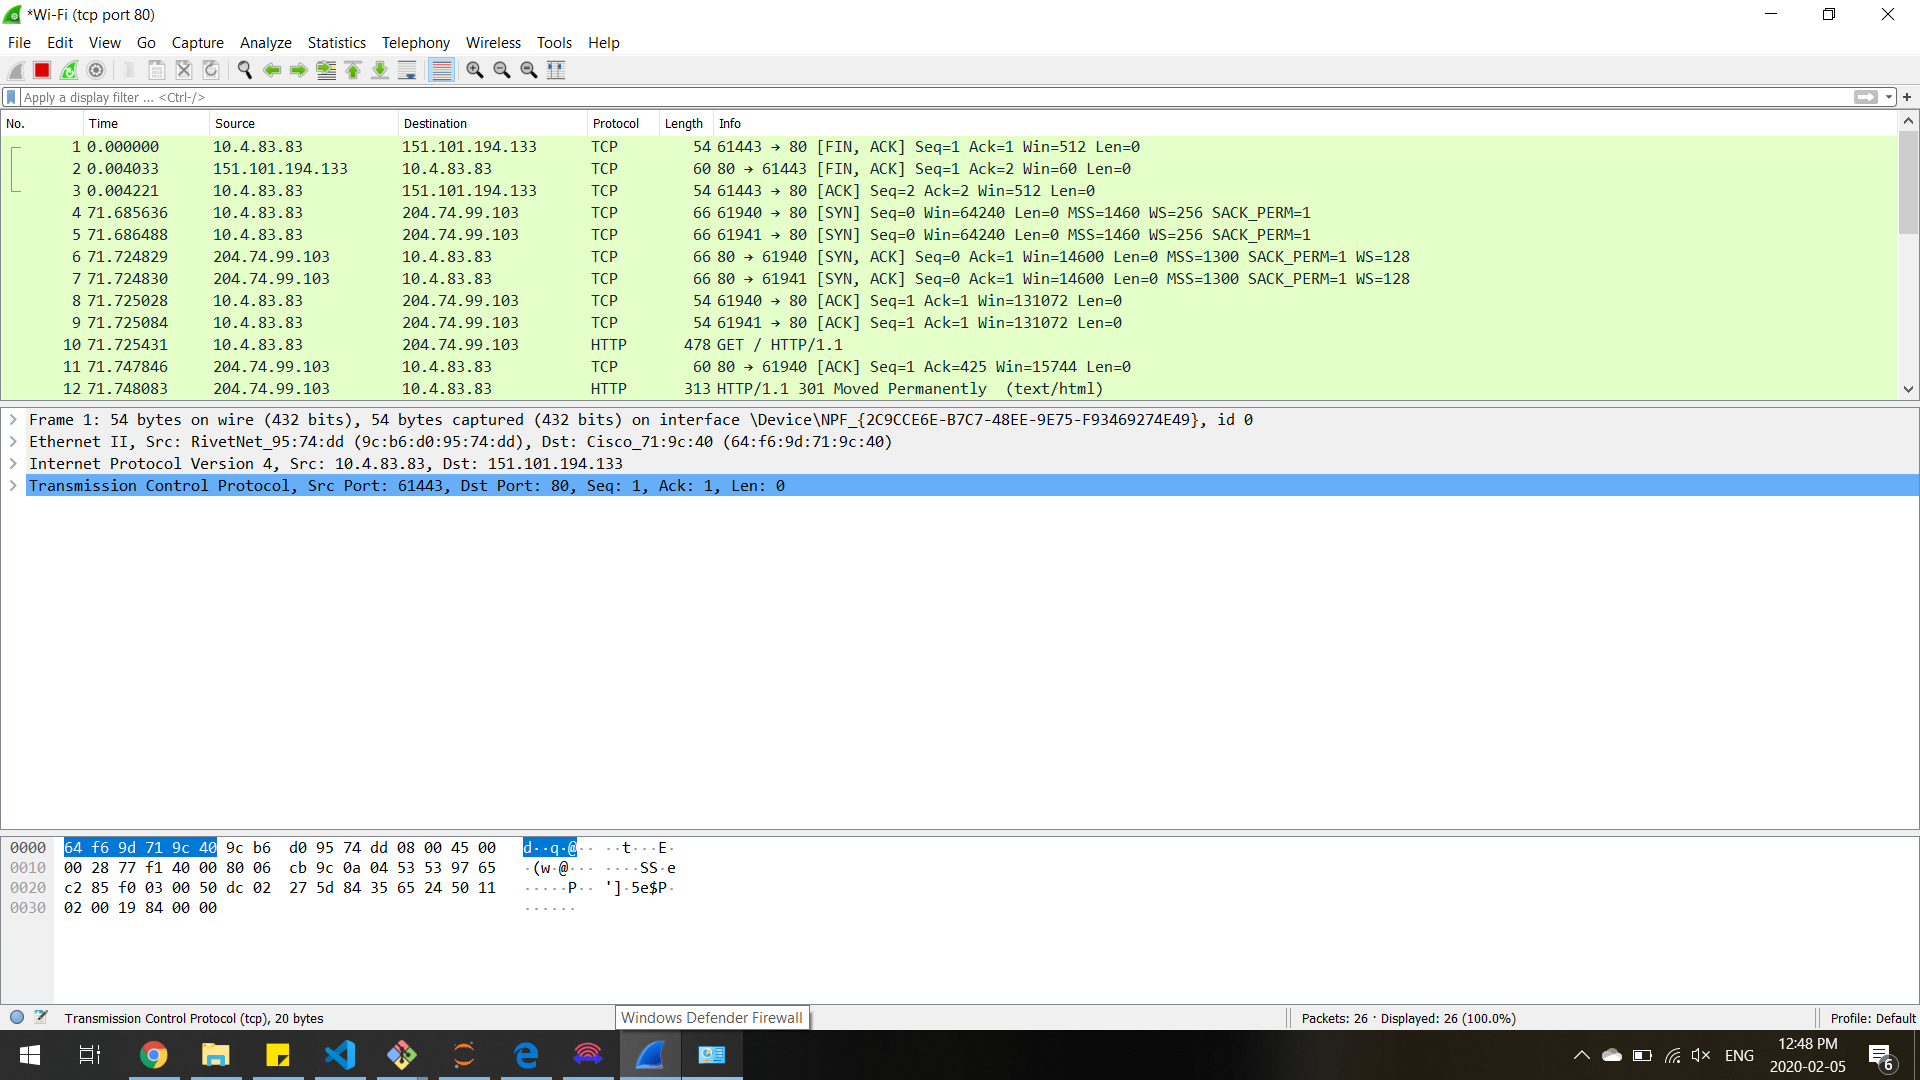 *Wi-Fi (tcp port 80)
File Edit View Go Capture Analyze Statistics Telephony Wireless Tools Help
Apply a display filter ... <Ctrl-/>
No. Time Source Destination Protocol Length Info
1 0.000000 10.4.83.83 151.101.194.133 TCP 54 61443 → 80 [FIN, ACK] Seq=1 Ack=1 Win=512 Len=0
2 0.004033 151.101.194.133 10.4.83.83 TCP 60 80 → 61443 [FIN, ACK] Seq=1 Ack=2 Win=60 Len=0
3 0.004221 10.4.83.83 151.101.194.133 TCP 54 61443 → 80 [ACK] Seq=2 Ack=2 Win=512 Len=0
4 71.685636 10.4.83.83 204.74.99.103 TCP 66 61940 → 80 [SYN] Seq=0 Win=64240 Len=0 MSS=1460 WS=256 SACK_PERM=1
5 71.686488 10.4.83.83 204.74.99.103 TCP 66 61941 → 80 [SYN] Seq=0 Win=64240 Len=0 MSS=1460 WS=256 SACK_PERM=1
6 71.724829 204.74.99.103 10.4.83.83 TCP 66 80 → 61940 [SYN, ACK] Seq=0 Ack=1 Win=14600 Len=0 MSS=1300 SACK_PERM=1 WS=128
7 71.724830 204.74.99.103 10.4.83.83 TCP 66 80 → 61941 [SYN, ACK] Seq=0 Ack=1 Win=14600 Len=0 MSS=1300 SACK_PERM=1 WS=128
8 71.725028 10.4.83.83 204.74.99.103 TCP 54 61940 → 80 [ACK] Seq=1 Ack=1 Win=131072 Len=0
9 71.725084 10.4.83.83 204.74.99.103 TCP 54 61941 → 80 [ACK] Seq=1 Ack=1 Win=131072 Len=0
10 71.725431 10.4.83.83 204.74.99.103 HTTP 478 GET / HTTP/1.1
11 71.747846 204.74.99.103 10.4.83.83 TCP 60 80 → 61940 [ACK] Seq=1 Ack=425 Win=15744 Len=0
12 71.748083 204.74.99.103 10.4.83.83 HTTP 313 HTTP/1.1 301 Moved Permanently (text/html)
Frame 1: 54 bytes on wire (432 bits), 54 bytes captured (432 bits) on interface \Device\NPF_{2C9CCE6E-B7C7-48EE-9E75-F93469274E49}, id 0
Ethernet II, Src: RivetNet_95:74:dd (9c:b6:d0:95:74:dd), Dst: Cisco_71:9c:40 (64:f6:9d:71:9c:40)
Internet Protocol Version 4, Src: 10.4.83.83, Dst: 151.101.194.133
Transmission Control Protocol, Src Port: 61443, Dst Port: 80, Seq: 1, Ack: 1, Len: 0
0000 64 f6 9d 71 9c 40 9c b6 d0 95 74 dd 08 00 45 00 d··q·@·· ··t···E·
0010 00 28 77 f1 40 00 80 06 cb 9c 0a 04 53 53 97 65 ·(w·@··· ····SS·e
0020 c2 85 f0 03 00 50 dc 02 27 5d 84 35 65 24 50 11 ·····P·· ']·5e$P·
0030 02 00 19 84 00 00 ······
Transmission Control Protocol (tcp), 20 bytes
Windows Defender Firewall
Packets: 26 · Displayed: 26 (100.0%)
Profile: Default
ENG
12:48 PM
2020-02-05
6